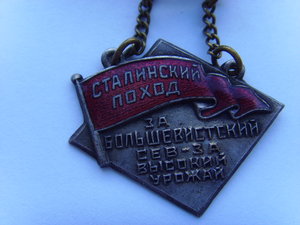 СТАЛИНСКИЙ
ПОХОД
ЗА
БОЛЬШЕВИСТСКИЙ
СЕВ-ЗА
ВЫСОКИЙ
УРОЖАЙ